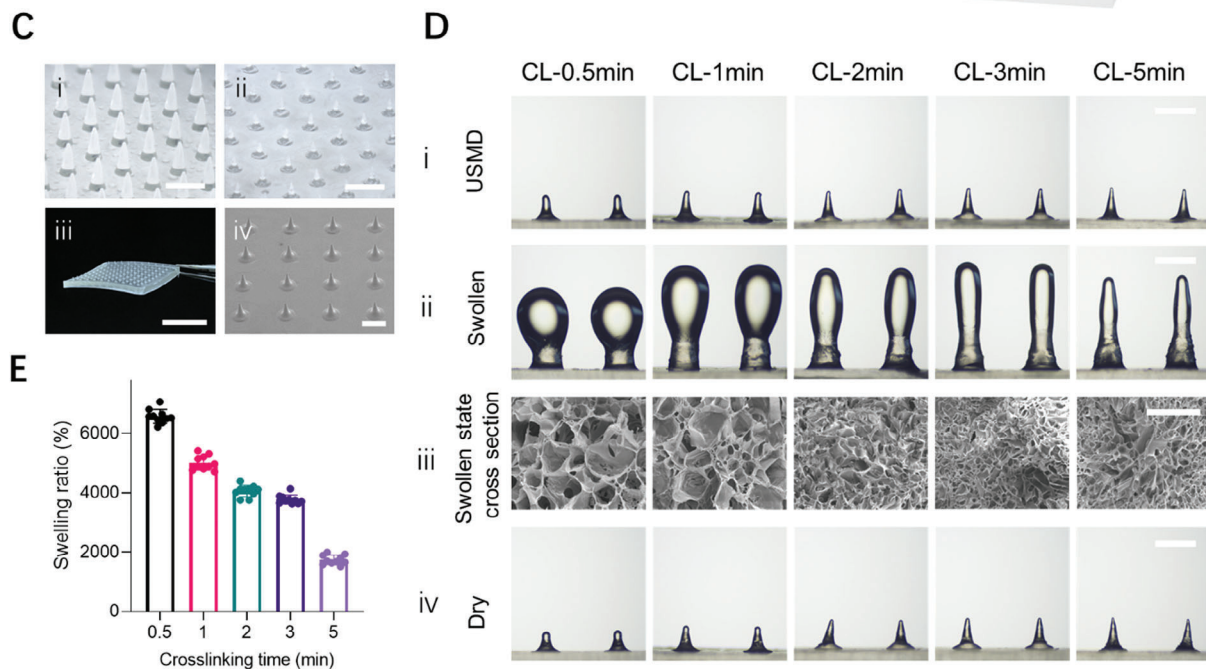 C
i
ii
iii
iv
D
CL-0.5min CL-1min CL-2min CL-3min CL-5min
i USMD
ii Swollen
iii Swollen state
cross section
iv Dry
E
Swelling ratio (%)
6000
4000
2000
0
0.5 1 2 3 5
Crosslinking time (min)